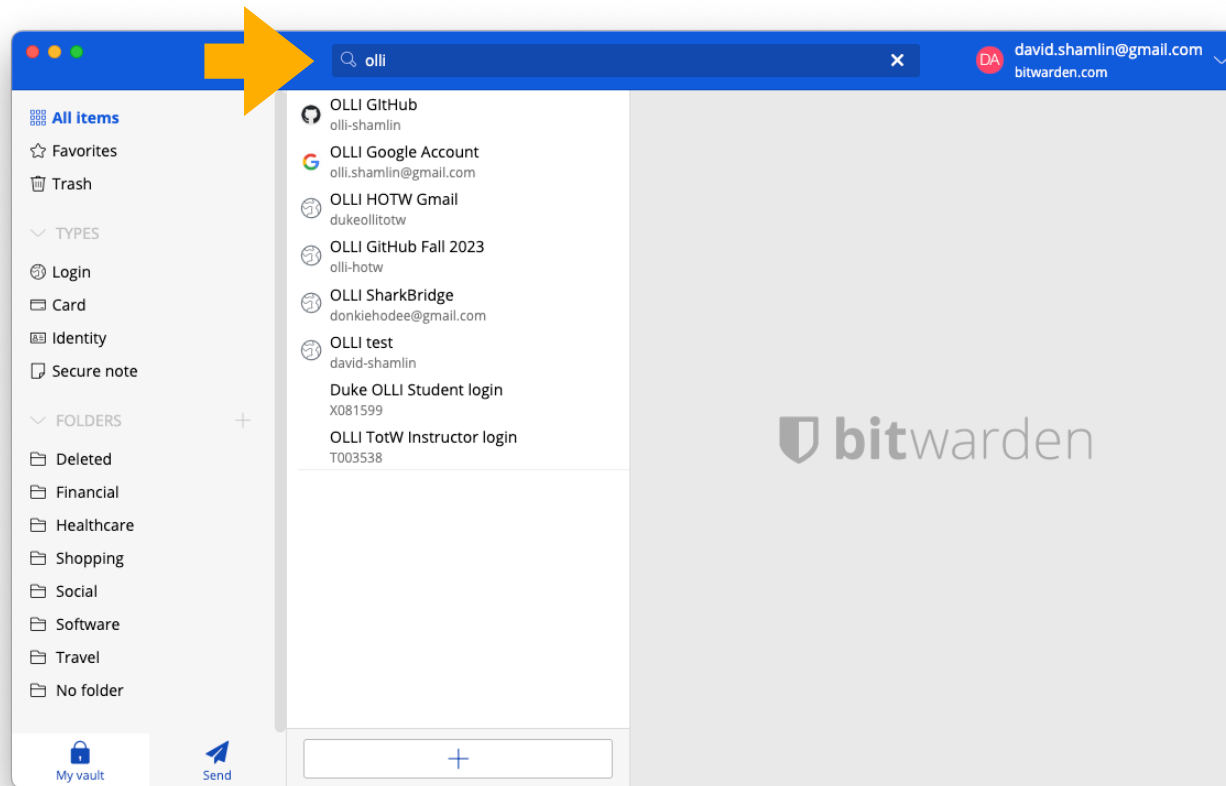 olli
DA
david.shamlin@gmail.com
bitwarden.com
All items
Favorites
Trash
TYPES
Login
Card
Identity
Secure note
FOLDERS
Deleted
Financial
Healthcare
Shopping
Social
Software
Travel
No folder
My vault
Send
OLLI GItHub
olli-shamlin
OLLI Google Account
olli.shamlin@gmail.com
OLLI HOTW Gmail
dukeollitotw
OLLI GitHub Fall 2023
olli-hotw
OLLI SharkBridge
donkiehodee@gmail.com
OLLI test
david-shamlin
Duke OLLI Student login
X081599
OLLI TotW Instructor login
T003538
bitwarden